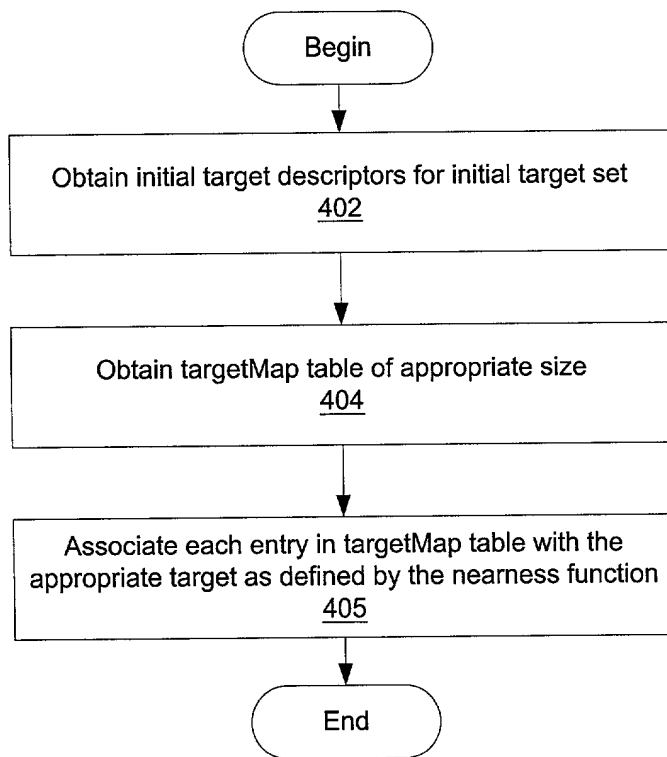 Begin
Obtain initial target descriptors for initial target set
402
Obtain targetMap table of appropriate size
404
Associate each entry in targetMap table with the
appropriate target as defined by the nearness function
405
End